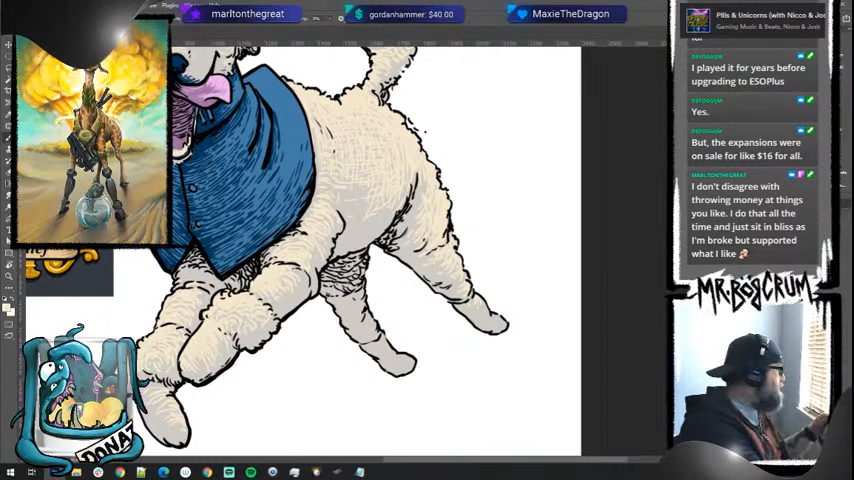 marltonthegreat
gordanhammer: $40.00
MaxieTheDragon
Pills & Unicorns (with Nicco & Jos
Gaming Music & Beats, Nicco & Josh
for.
DEFOGGUM
I played it for years before
upgrading to ESOPlus
Yes.
But, the expansions were
on sale for like $16 for all.
MARLTONTHEGREAT
I don't disagree with
throwing money at things
you like. I do that all the
time and just sit in bliss as
I'm broke but supported
what I like
MR.BOGCRUM
DONAT